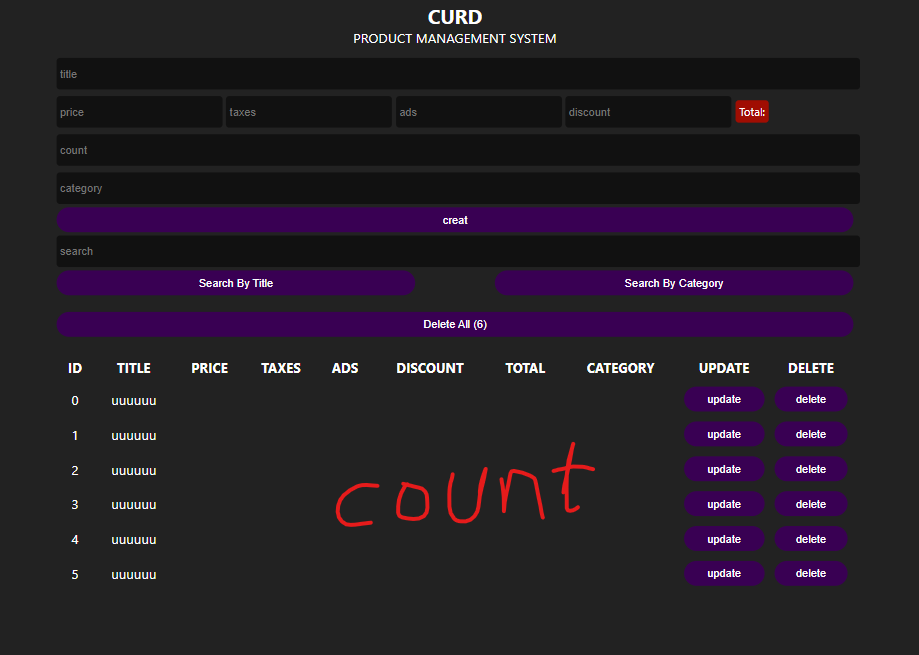 CURD
PRODUCT MANAGEMENT SYSTEM
title
price taxes ads discount Total:
count
category
creat
search
Search By Title Search By Category
Delete All (6)
ID TITLE PRICE TAXES ADS DISCOUNT TOTAL CATEGORY UPDATE DELETE
0 uuuuuu update delete
1 uuuuuu update delete
2 uuuuuu update delete
count
3 uuuuuu update delete
4 uuuuuu update delete
5 uuuuuu update delete